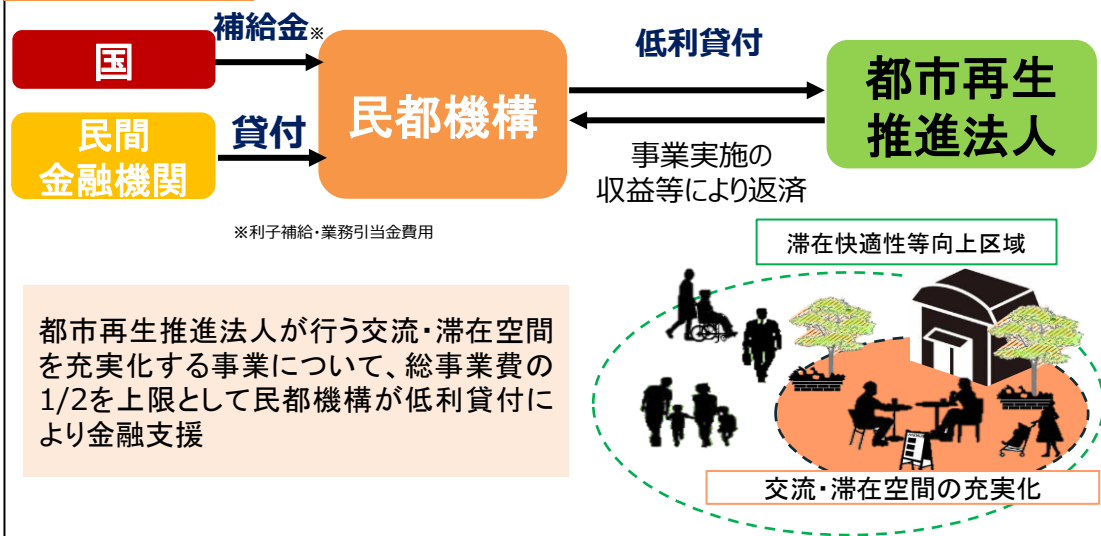 国
補給金※
民間
金融機関
貸付
民都機構
低利貸付
事業実施の
収益等により返済
都市再生
推進法人
※利子補給・業務引当金費用
都市再生推進法人が行う交流・滞在空間
を充実化する事業について、総事業費の
1/2を上限として民都機構が低利貸付に
より金融支援
滞在快適性等向上区域
交流・滞在空間の充実化